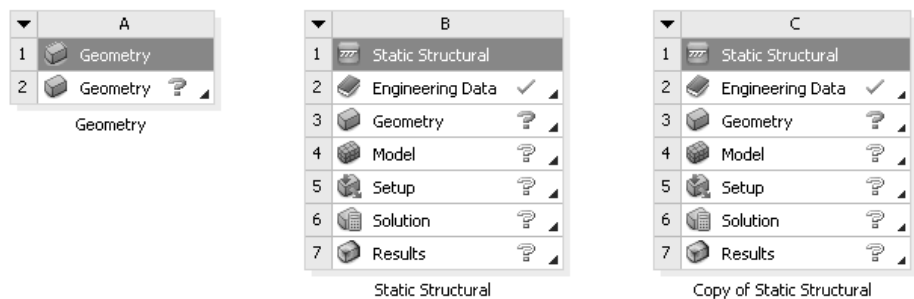 A
1 Geometry
2 Geometry ?
Geometry
B
1 Static Structural
2 Engineering Data ✓
3 Geometry ?
4 Model ?
5 Setup ?
6 Solution ?
7 Results ?
Static Structural
C
1 Static Structural
2 Engineering Data ✓
3 Geometry ?
4 Model ?
5 Setup ?
6 Solution ?
7 Results ?
Copy of Static Structural